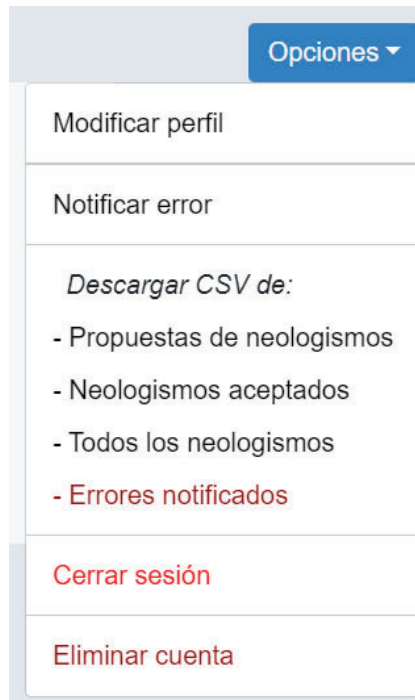 Opciones
Modificar perfil
Notificar error
Descargar CSV de:
- Propuestas de neologismos
- Neologismos aceptados
- Todos los neologismos
- Errores notificados
Cerrar sesión
Eliminar cuenta